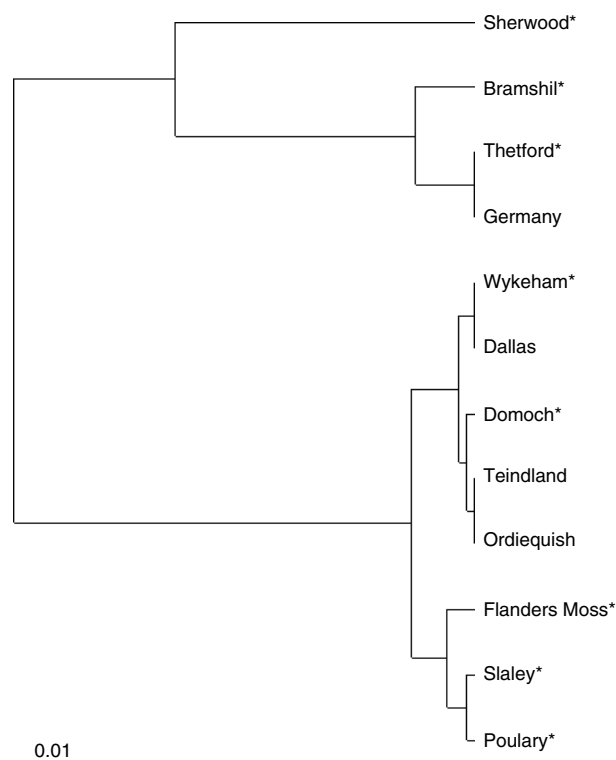 Sherwood*
Bramshil*
Thetford*
Germany
Wykeham*
Dallas
Domoch*
Teindland
Ordiequish
Flanders Moss*
Slaley*
Poulary*
0.01